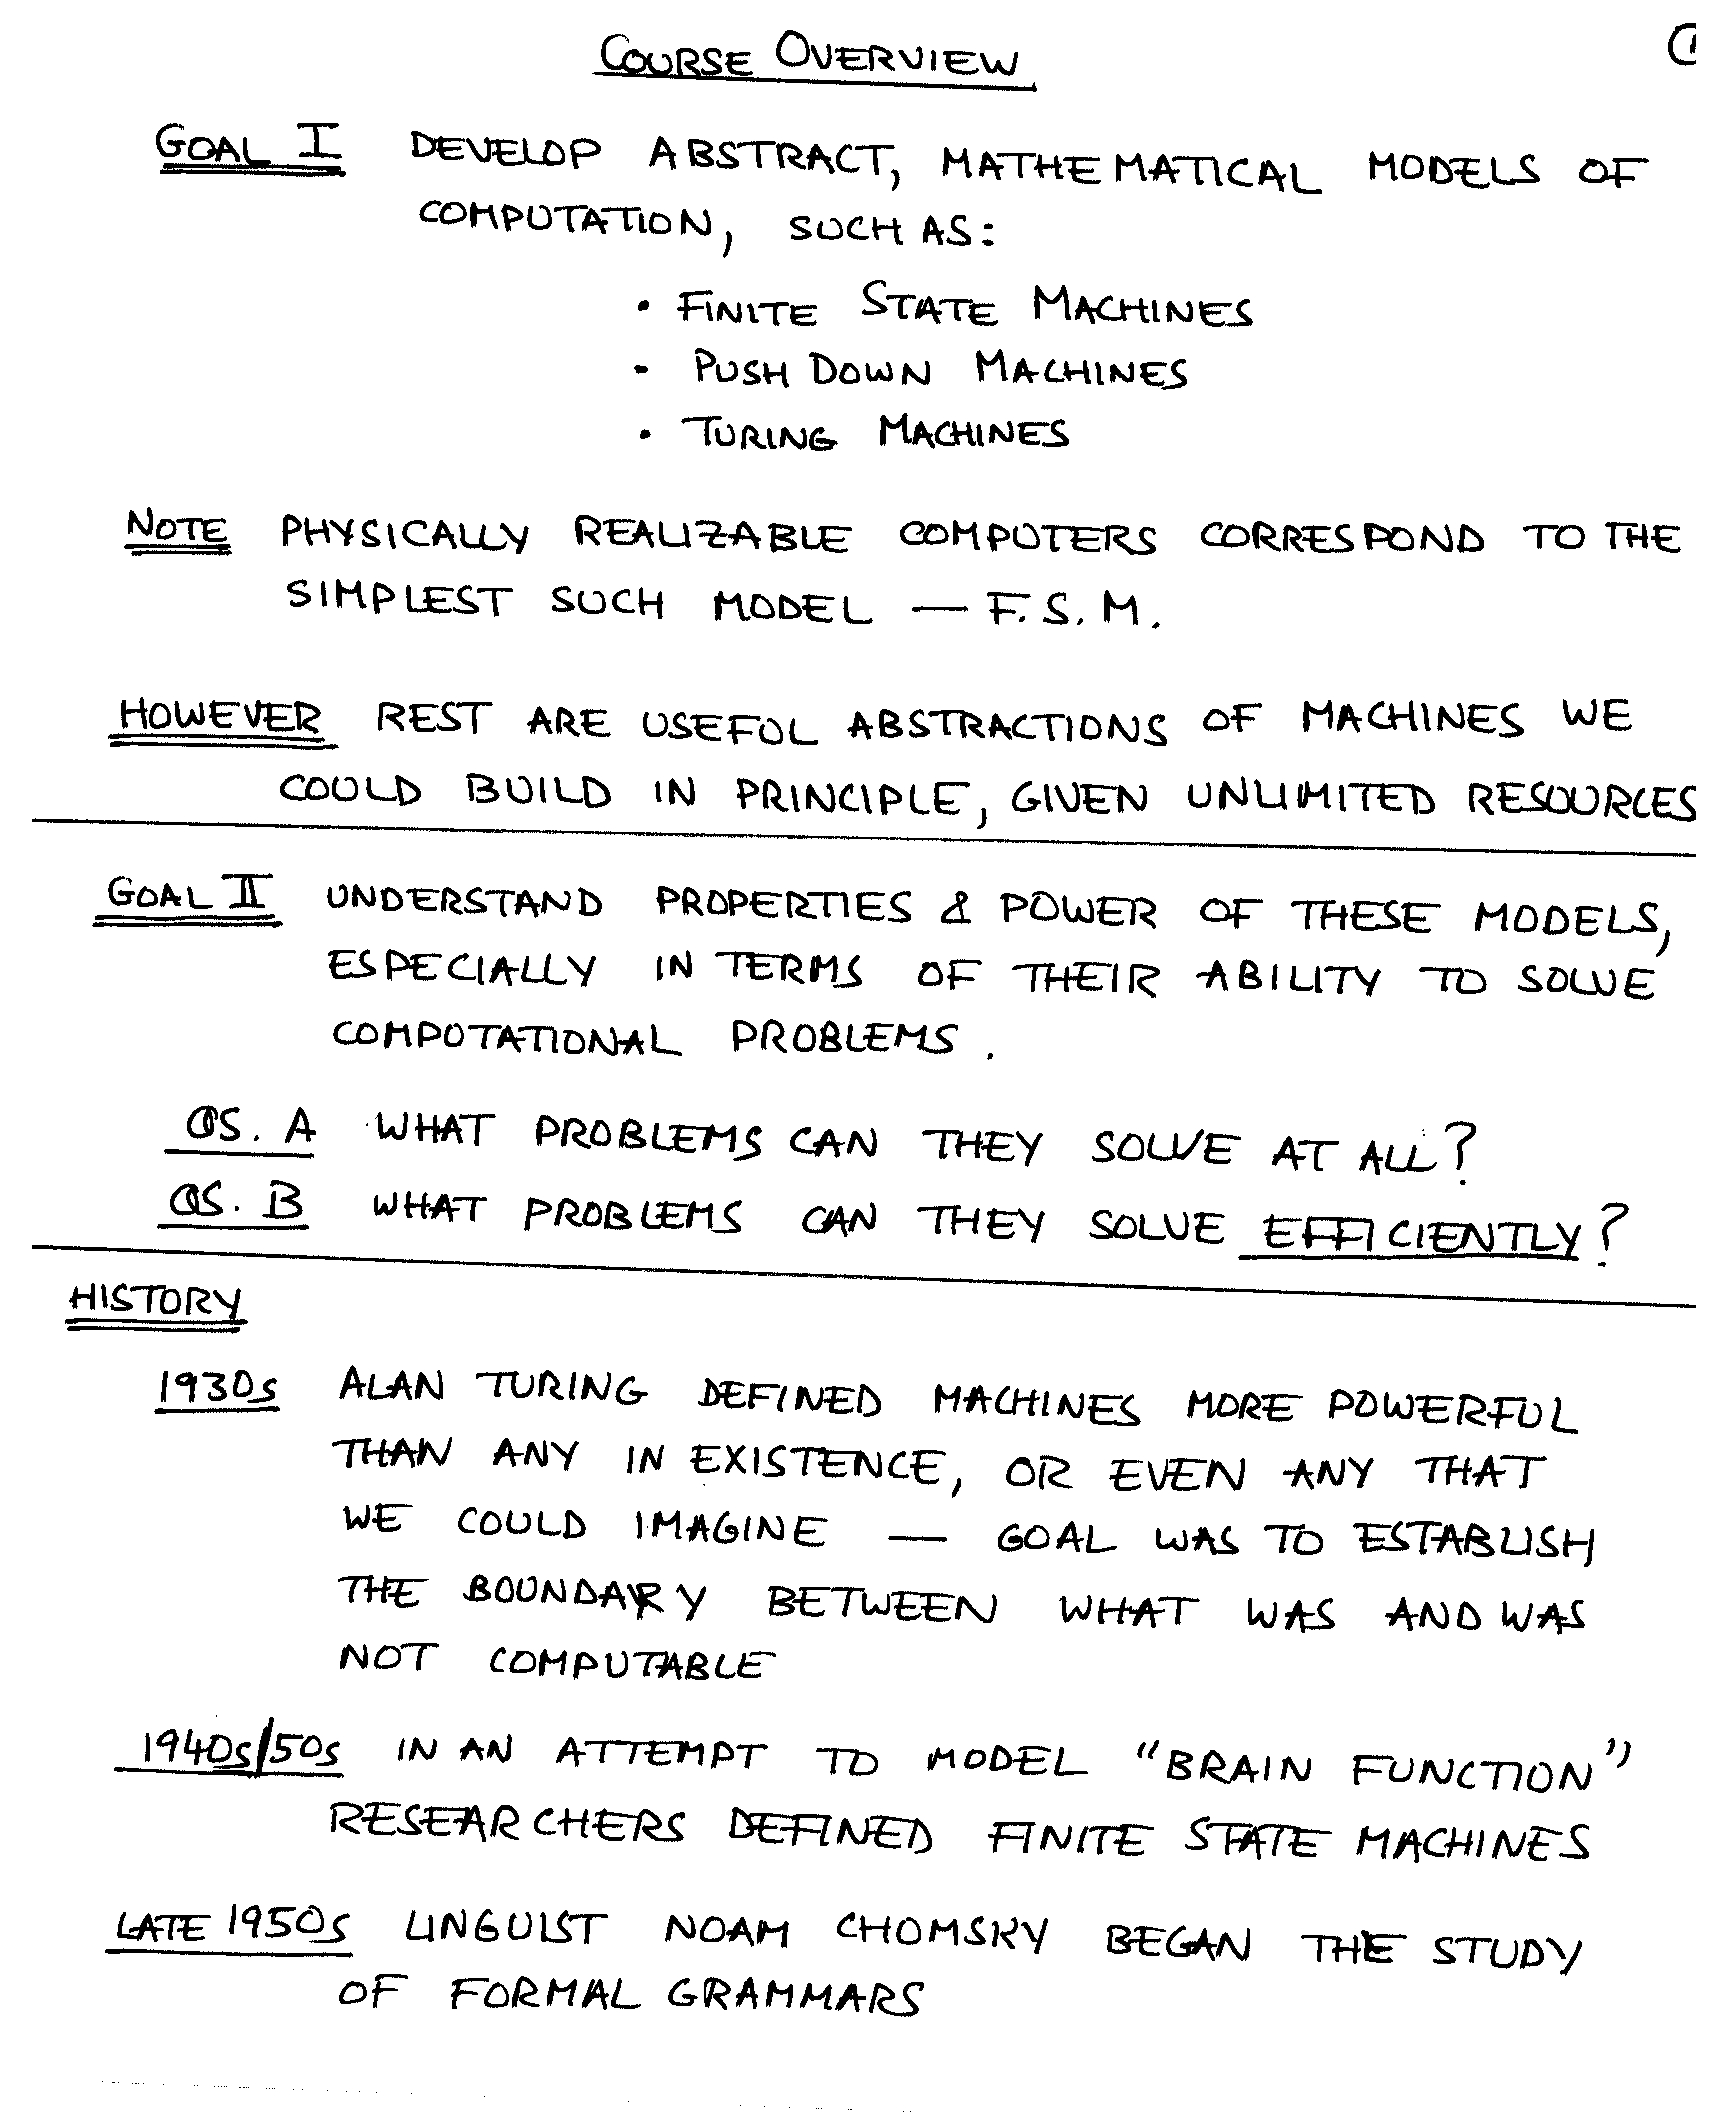 COURSE OVERVIEW
GOAL I DEVELOP ABSTRACT, MATHEMATICAL MODELS OF
COMPUTATION, SUCH AS:
• FINITE STATE MACHINES
• PUSH DOWN MACHINES
• TURING MACHINES
NOTE PHYSICALLY REALIZABLE COMPUTERS CORRESPOND TO THE
SIMPLEST SUCH MODEL — F.S.M.
HOWEVER REST ARE USEFUL ABSTRACTIONS OF MACHINES WE
COULD BUILD IN PRINCIPLE, GIVEN UNLIMITED RESOURCES
GOAL II UNDERSTAND PROPERTIES & POWER OF THESE MODELS,
ESPECIALLY IN TERMS OF THEIR ABILITY TO SOLVE
COMPUTATIONAL PROBLEMS.
QS. A WHAT PROBLEMS CAN THEY SOLVE AT ALL?
QS. B WHAT PROBLEMS CAN THEY SOLVE EFFICIENTLY?
HISTORY
1930s ALAN TURING DEFINED MACHINES MORE POWERFUL
THAN ANY IN EXISTENCE, OR EVEN ANY THAT
WE COULD IMAGINE — GOAL WAS TO ESTABLISH
THE BOUNDARY BETWEEN WHAT WAS AND WAS
NOT COMPUTABLE
1940s/50s IN AN ATTEMPT TO MODEL "BRAIN FUNCTION"
RESEARCHERS DEFINED FINITE STATE MACHINES
LATE 1950s LINGUIST NOAM CHOMSKY BEGAN THE STUDY
OF FORMAL GRAMMARS